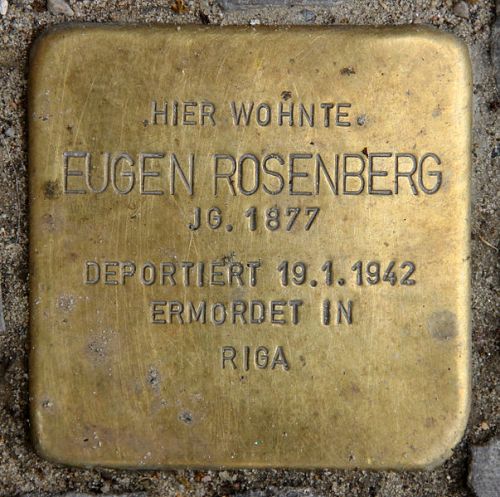 HIER WOHNTE
EUGEN ROSENBERG
JG. 1877
DEPORTIERT 19.1.1942
ERMORDET IN
RIGA